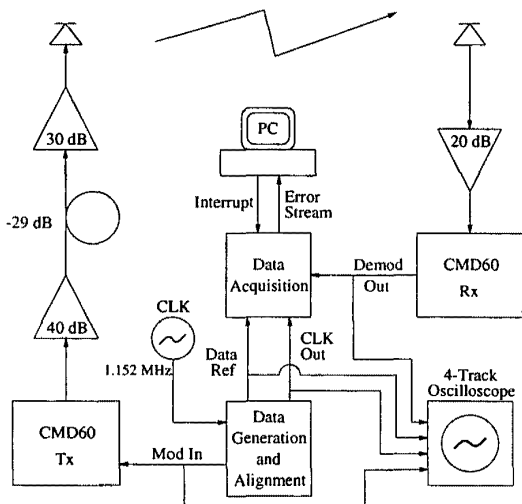 30 dB
PC
20 dB
Interrupt
Error
Stream
-29 dB
Data
Acquisition
Demod
Out
CMD60
Rx
40 dB
CLK
1.152 MHz
Data
Ref
CLK
Out
4-Track
Oscilloscope
CMD60
Tx
Mod In
Data
Generation
and
Alignment